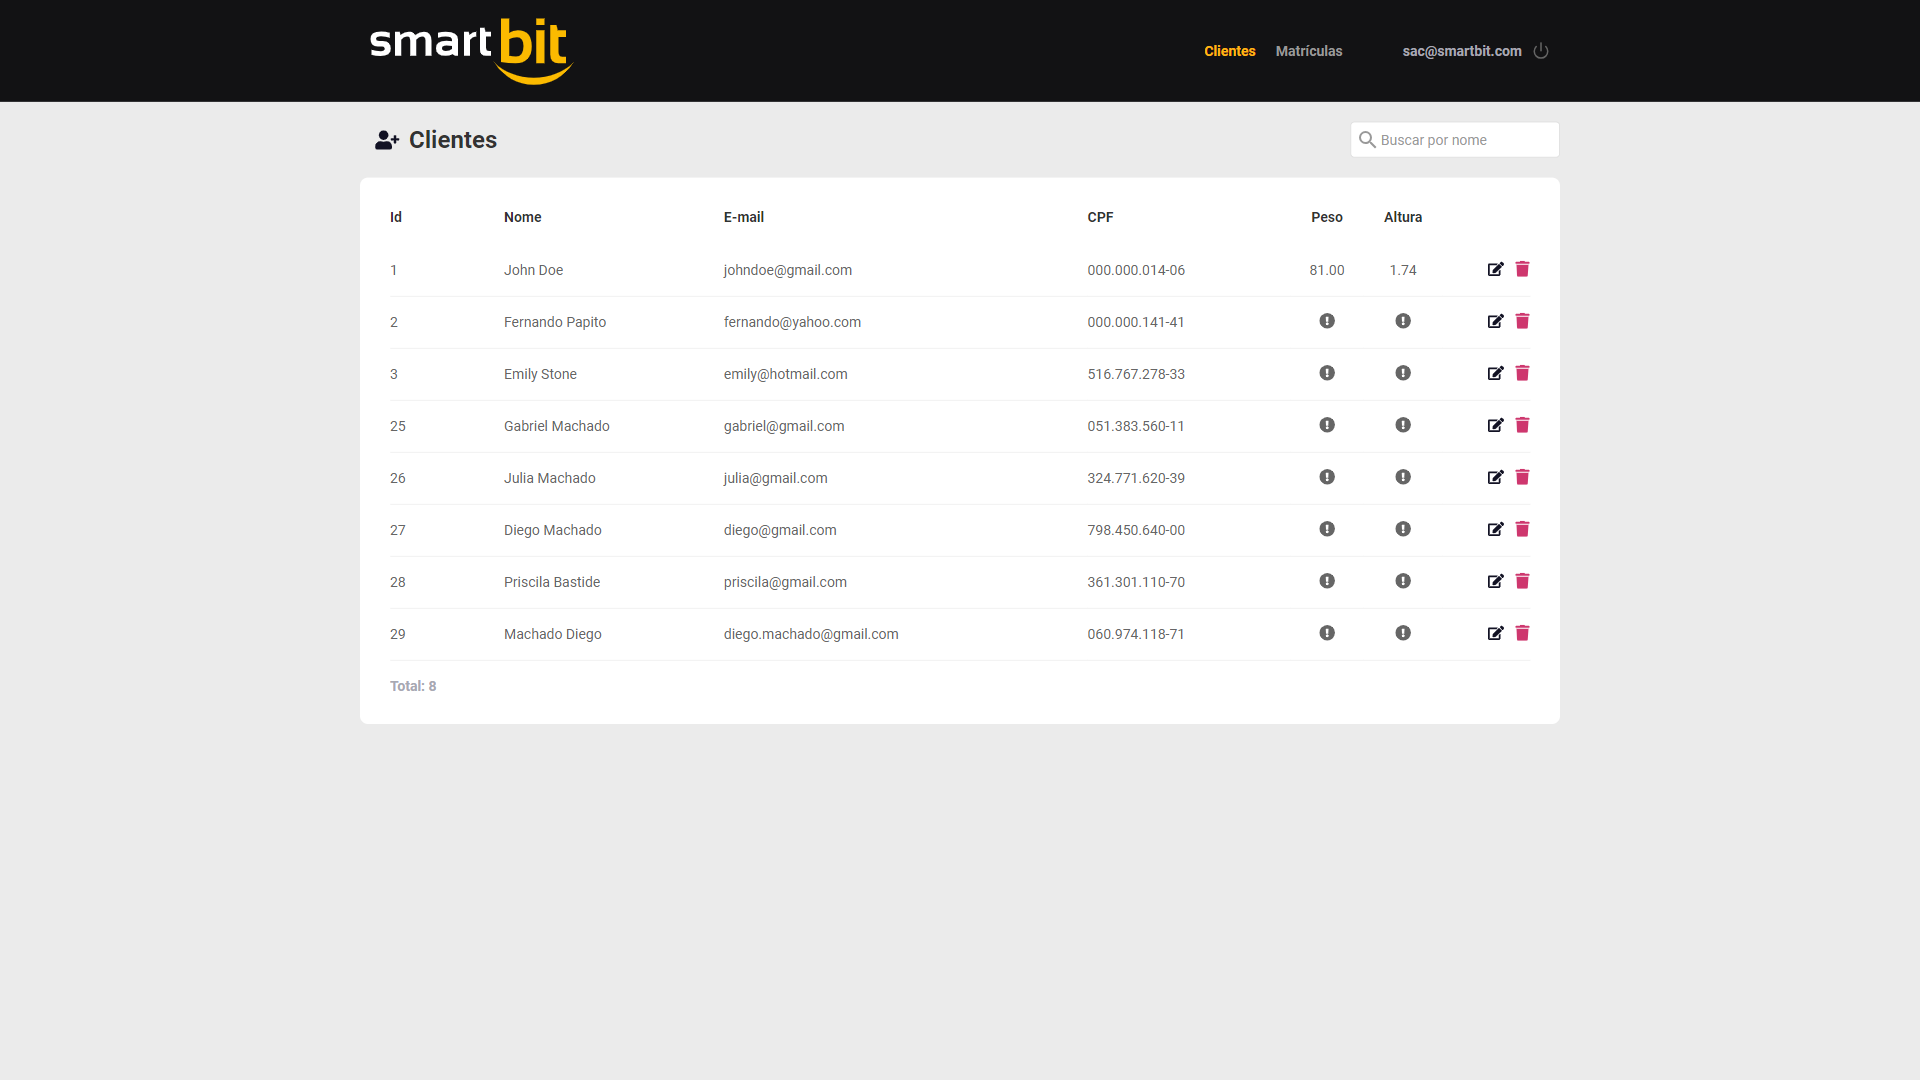 smartbit
Clientes Matrículas sac@smartbit.com
Clientes Buscar por nome
Id Nome E-mail CPF Peso Altura
1 John Doe johndoe@gmail.com 000.000.014-06 81.00 1.74
2 Fernando Papito fernando@yahoo.com 000.000.141-41
3 Emily Stone emily@hotmail.com 516.767.278-33
25 Gabriel Machado gabriel@gmail.com 051.383.560-11
26 Julia Machado julia@gmail.com 324.771.620-39
27 Diego Machado diego@gmail.com 798.450.640-00
28 Priscila Bastide priscila@gmail.com 361.301.110-70
29 Machado Diego diego.machado@gmail.com 060.974.118-71
Total: 8